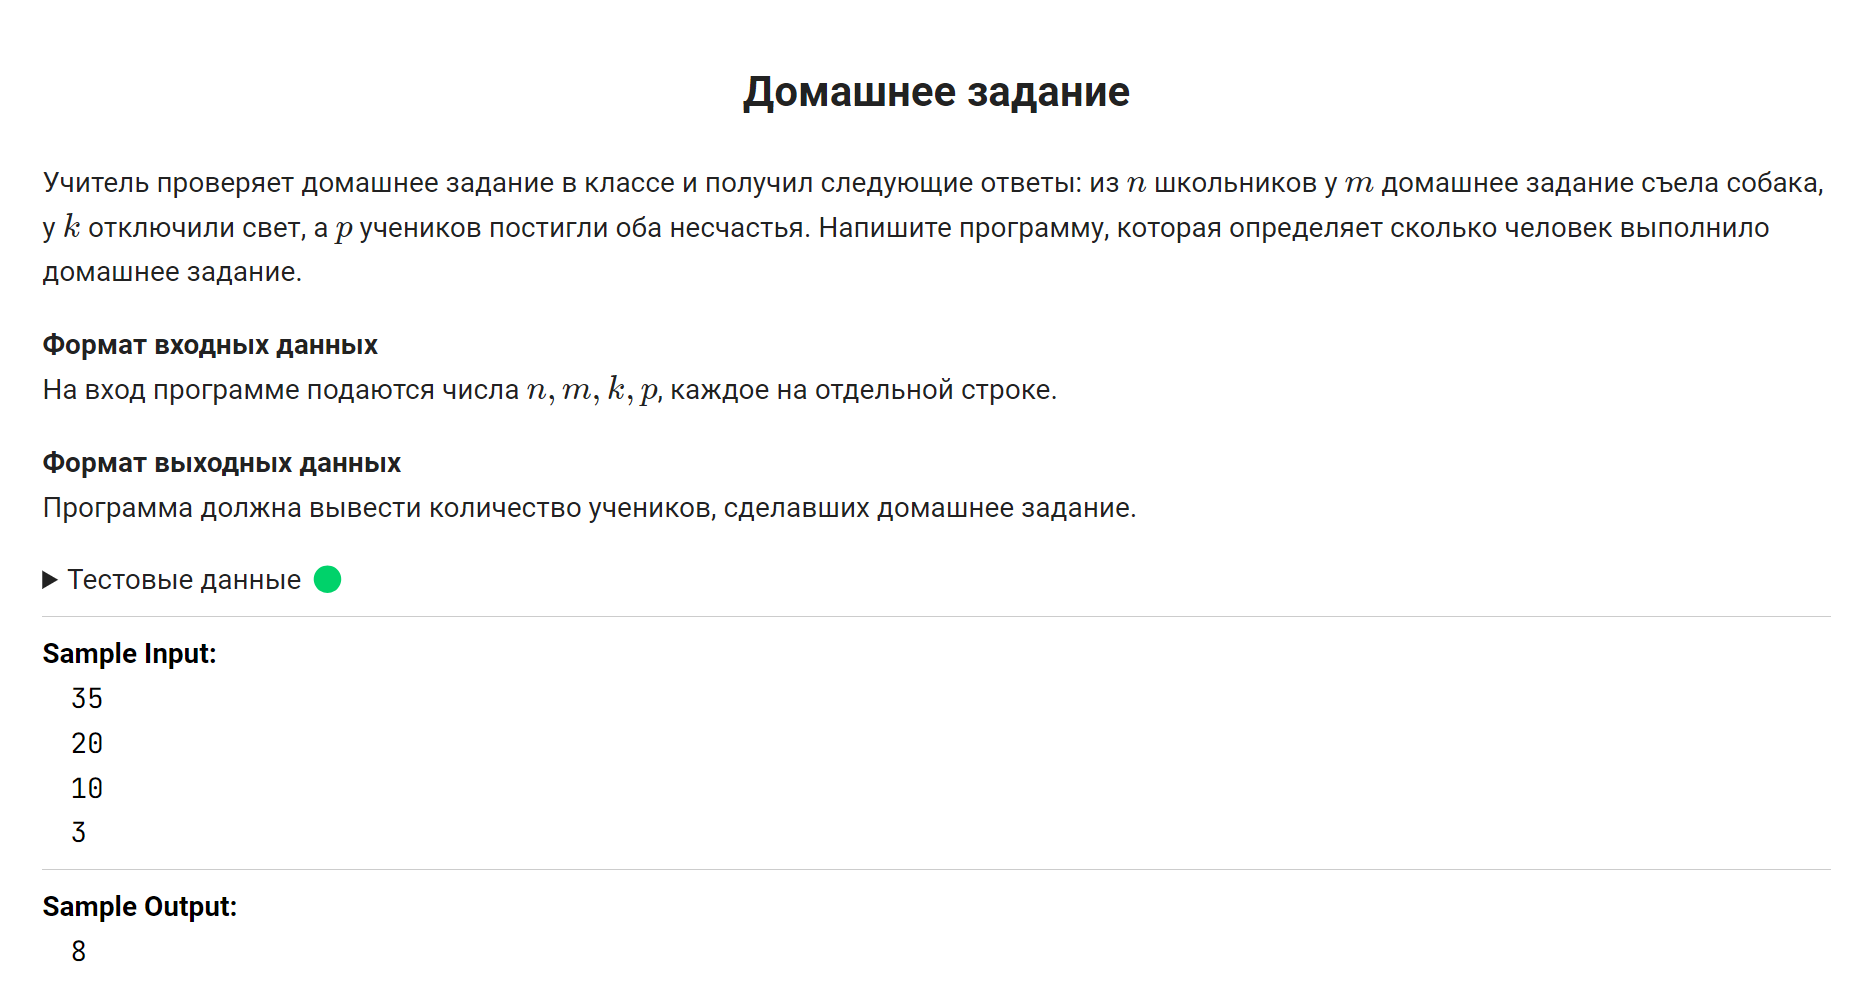 Домашнее задание
Учитель проверяет домашнее задание в классе и получил следующие ответы: из n школьников у m домашнее задание съела собака,
у k отключили свет, а p учеников постигли оба несчастья. Напишите программу, которая определяет сколько человек выполнило
домашнее задание.
Формат входных данных
На вход программе подаются числа n, m, k, p, каждое на отдельной строке.
Формат выходных данных
Программа должна вывести количество учеников, сделавших домашнее задание.
Тестовые данные
Sample Input:
35
20
10
3
Sample Output:
8